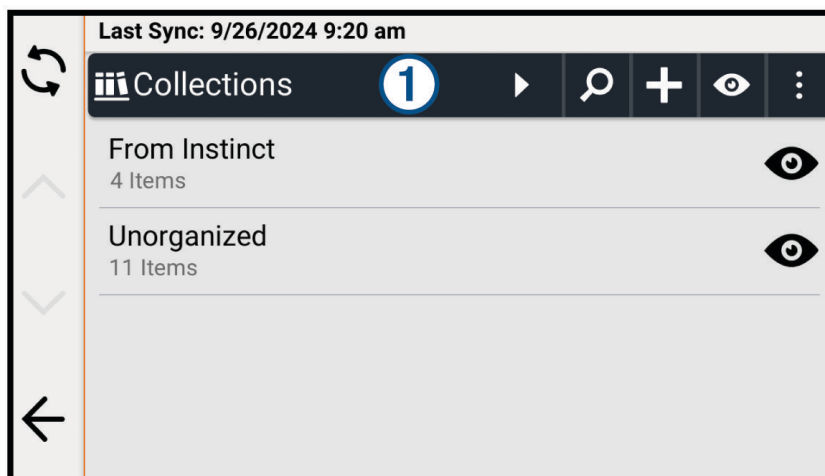 Last Sync: 9/26/2024 9:20 am
Collections 1
From Instinct
4 Items
Unorganized
11 Items